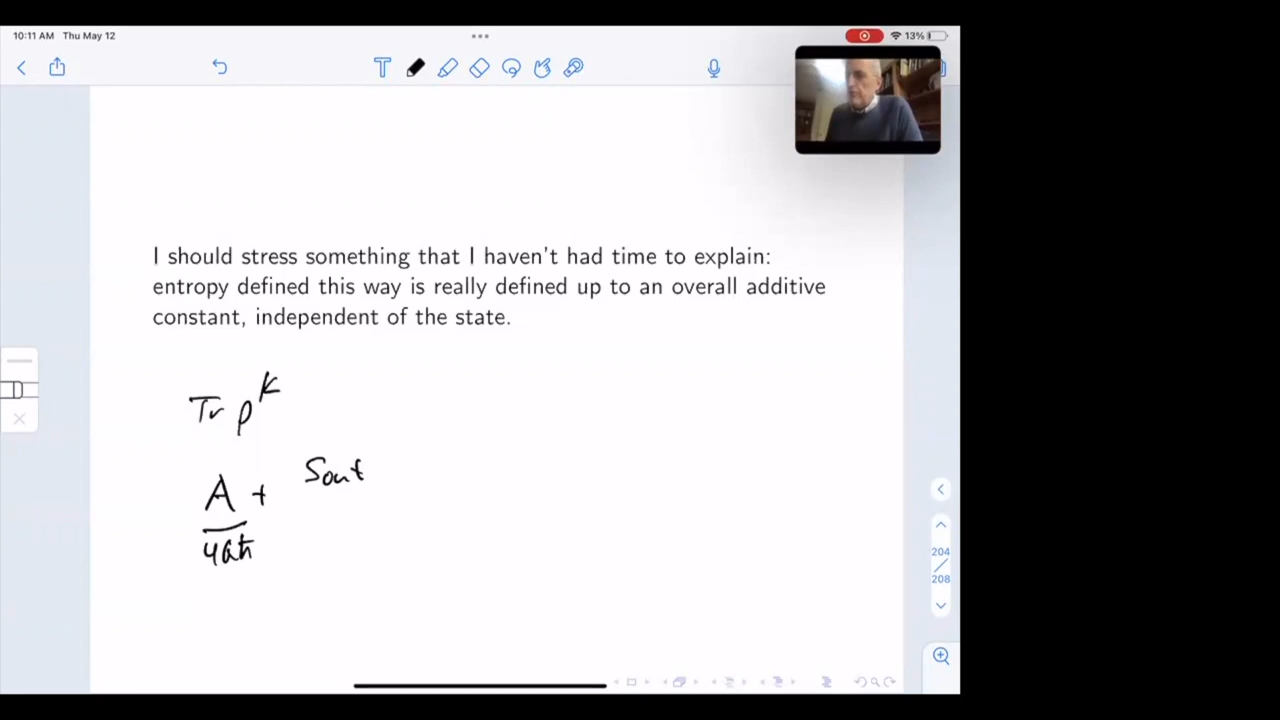 10:11 AM Thu May 12
13%
T
I should stress something that I haven't had time to explain:
entropy defined this way is really defined up to an overall additive
constant, independent of the state.
Tr ρ^K
A/4Għ + Sout
204
/
208